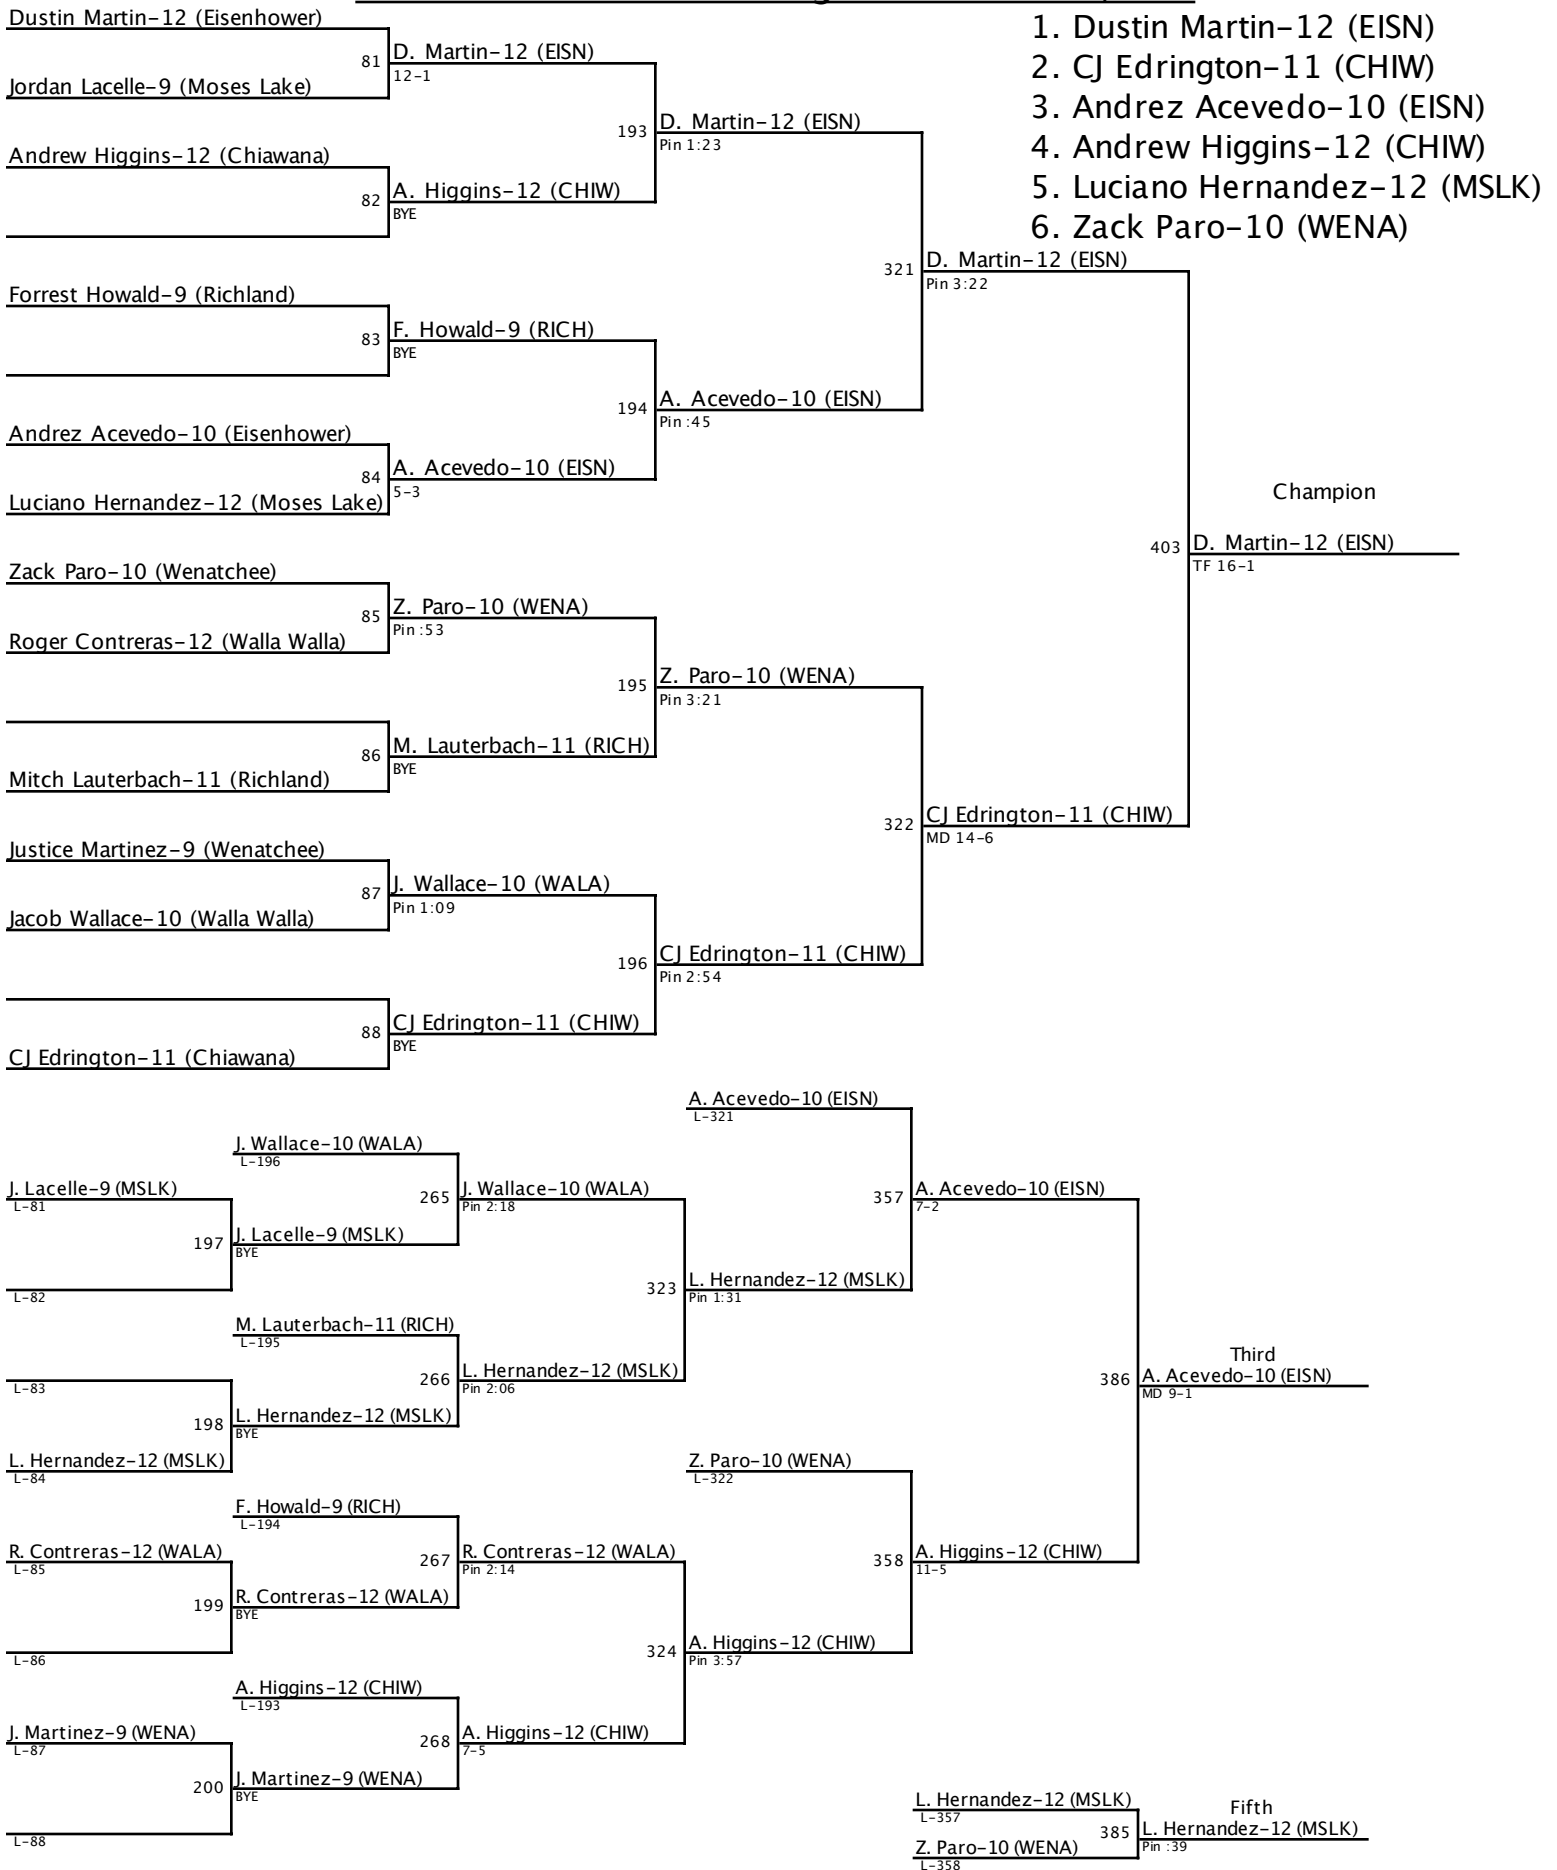 Dustin Martin-12 (Eisenhower)
81
D. Martin-12 (EISN)
12-1
Jordan Lacelle-9 (Moses Lake)
193
D. Martin-12 (EISN)
Pin 1:23
Andrew Higgins-12 (Chiawana)
82
A. Higgins-12 (CHIW)
BYE
1. Dustin Martin-12 (EISN)
2. CJ Edrington-11 (CHIW)
3. Andrez Acevedo-10 (EISN)
4. Andrew Higgins-12 (CHIW)
5. Luciano Hernandez-12 (MSLK)
6. Zack Paro-10 (WENA)
321
D. Martin-12 (EISN)
Pin 3:22
Forrest Howald-9 (Richland)
83
F. Howald-9 (RICH)
BYE
194
A. Acevedo-10 (EISN)
Pin :45
Andrez Acevedo-10 (Eisenhower)
84
A. Acevedo-10 (EISN)
5-3
Luciano Hernandez-12 (Moses Lake)
Champion
403
D. Martin-12 (EISN)
TF 16-1
Zack Paro-10 (Wenatchee)
85
Z. Paro-10 (WENA)
Pin :53
Roger Contreras-12 (Walla Walla)
195
Z. Paro-10 (WENA)
Pin 3:21
86
M. Lauterbach-11 (RICH)
BYE
Mitch Lauterbach-11 (Richland)
322
CJ Edrington-11 (CHIW)
MD 14-6
Justice Martinez-9 (Wenatchee)
87
J. Wallace-10 (WALA)
Pin 1:09
Jacob Wallace-10 (Walla Walla)
196
CJ Edrington-11 (CHIW)
Pin 2:54
88
CJ Edrington-11 (CHIW)
BYE
CJ Edrington-11 (Chiawana)
A. Acevedo-10 (EISN)
L-321
J. Wallace-10 (WALA)
L-196
J. Lacelle-9 (MSLK)
L-81
265
J. Wallace-10 (WALA)
Pin 2:18
357
A. Acevedo-10 (EISN)
7-2
197
J. Lacelle-9 (MSLK)
BYE
L-82
323
L. Hernandez-12 (MSLK)
Pin 1:31
M. Lauterbach-11 (RICH)
L-195
L-83
266
L. Hernandez-12 (MSLK)
Pin 2:06
Third
386
A. Acevedo-10 (EISN)
MD 9-1
198
L. Hernandez-12 (MSLK)
BYE
L. Hernandez-12 (MSLK)
L-84
Z. Paro-10 (WENA)
L-322
F. Howald-9 (RICH)
L-194
R. Contreras-12 (WALA)
L-85
267
R. Contreras-12 (WALA)
Pin 2:14
358
A. Higgins-12 (CHIW)
11-5
199
R. Contreras-12 (WALA)
BYE
L-86
324
A. Higgins-12 (CHIW)
Pin 3:57
A. Higgins-12 (CHIW)
L-193
J. Martinez-9 (WENA)
L-87
268
A. Higgins-12 (CHIW)
7-5
200
J. Martinez-9 (WENA)
BYE
L-88
L. Hernandez-12 (MSLK)
L-357
Fifth
385
L. Hernandez-12 (MSLK)
Pin :39
Z. Paro-10 (WENA)
L-358